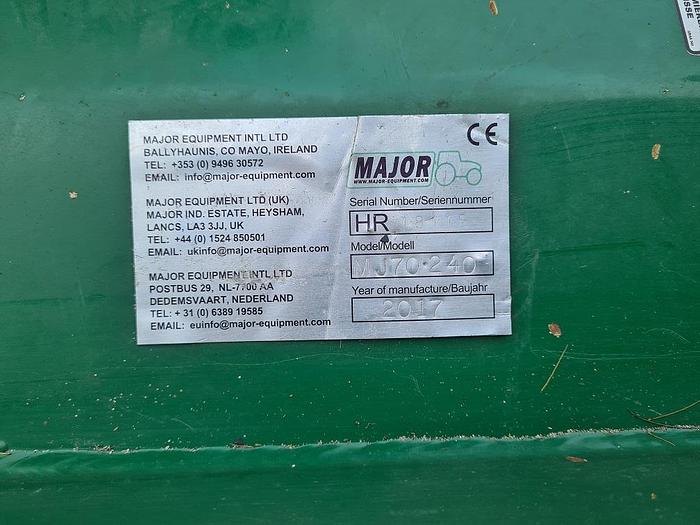 MAJOR EQUIPMENT INTL LTD
BALLYHAUNIS, CO MAYO, IRELAND
TEL: +353 (0) 9496 30572
EMAIL: info@major-equipment.com
MAJOR EQUIPMENT LTD (UK)
MAJOR IND. ESTATE, HEYSHAM,
LANCS, LA3 3JJ, UK
TEL: +44 (0) 1524 850501
EMAIL: ukinfo@major-equipment.com
MAJOR EQUIPMENT INTL LTD
POSTBUS 29, NL-7700 AA
DEDEMSVAART, NEDERLAND
TEL: + 31 (0) 6389 19585
EMAIL: euinfo@major-equipment.com
CE
MAJOR
WWW.MAJOR-EQUIPMENT.COM
Serial Number/Seriennummer
HR
Model/Modell
MJ70-240
Year of manufacture/Baujahr
2017